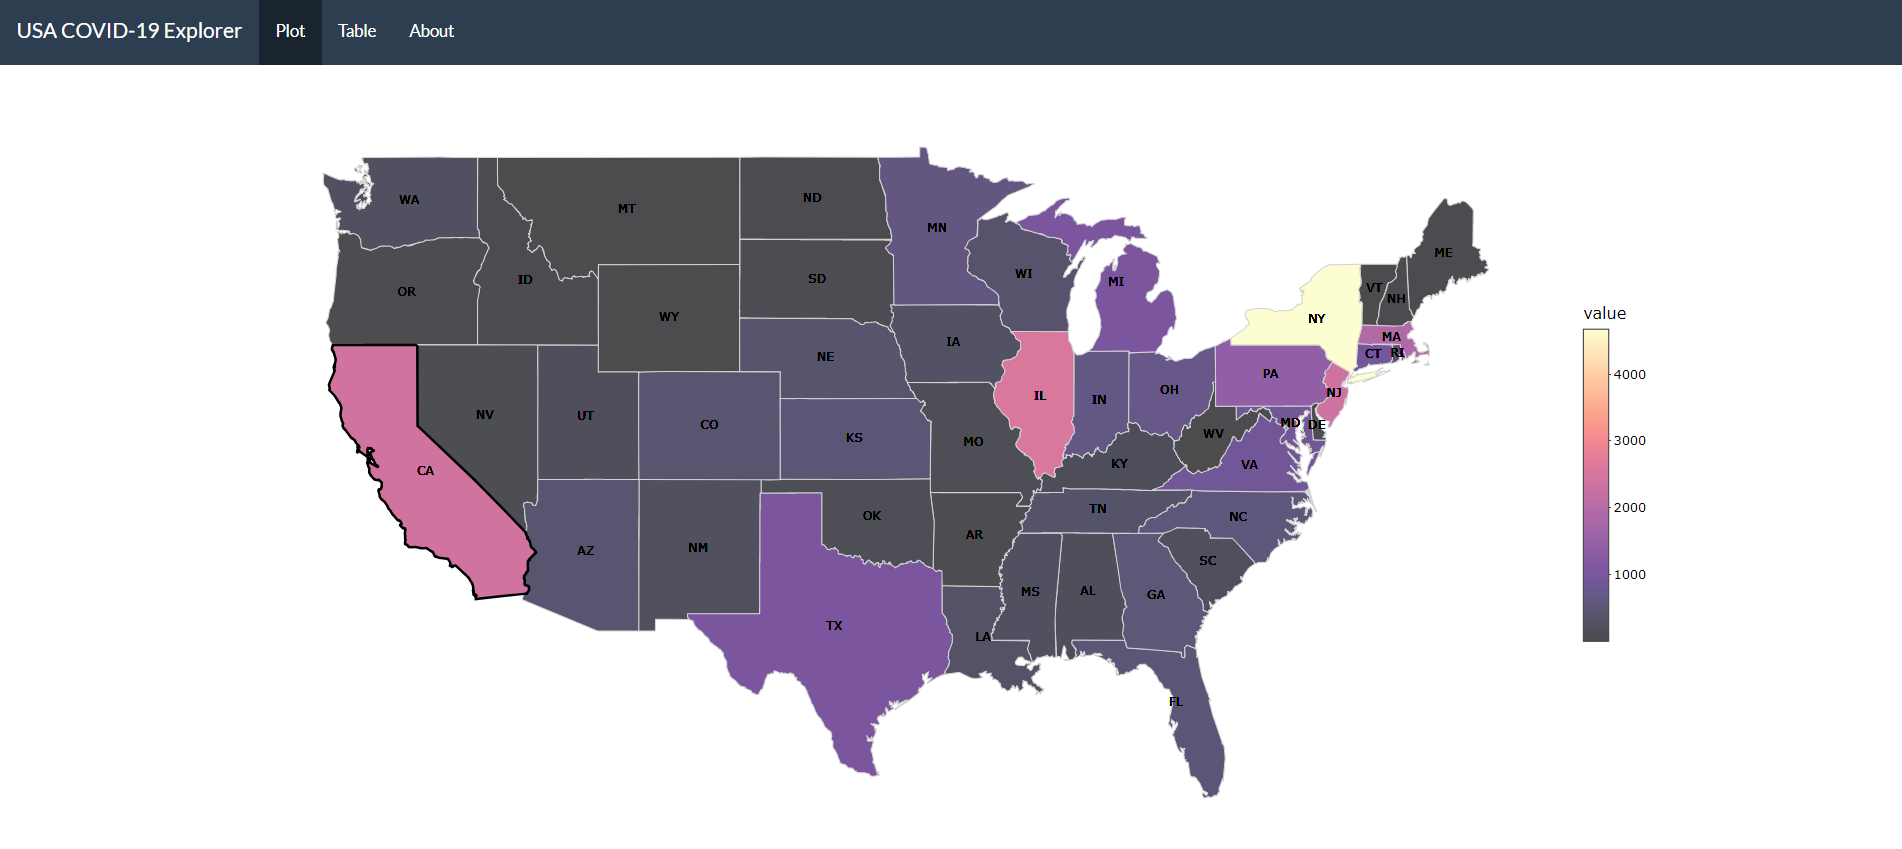 USA COVID-19 Explorer Plot Table About
WA
MT
ND
MN
OR
ID
WY
SD
WI
MI
ME
VT
NH
NY
MA
CT
RI
NE
IA
IL
IN
OH
PA
NJ
NV
UT
CO
KS
MO
KY
WV
MD
DE
VA
CA
AZ
NM
OK
AR
TN
NC
SC
TX
LA
MS
AL
GA
FL
value
4000
3000
2000
1000